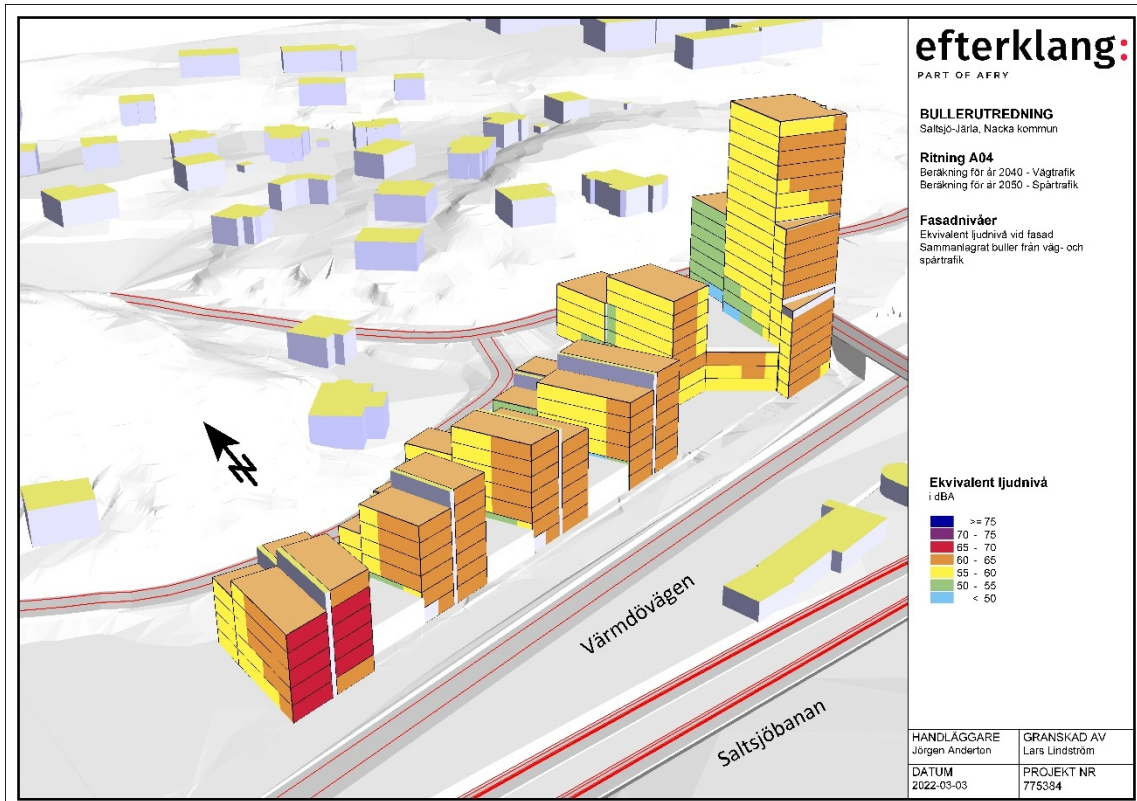 efterklang:
PART OF AFRY
BULLERUTREDNING
Saltsjö-Järla, Nacka kommun
Ritning A04
Beräkning för år 2040 - Vägtrafik
Beräkning för år 2050 - Spårtrafik
Fasadnivåer
Ekvivalent ljudnivå vid fasad
Sammanlagrat buller från väg- och
spårtrafik
N
Värmdövägen
Saltsjöbanan
Ekvivalent ljudnivå
i dBA
>= 75
70 - 75
65 - 70
60 - 65
55 - 60
50 - 55
< 50
HANDLÄGGARE
Jörgen Anderton
GRANSKAD AV
Lars Lindström
DATUM
2022-03-03
PROJEKT NR
775384